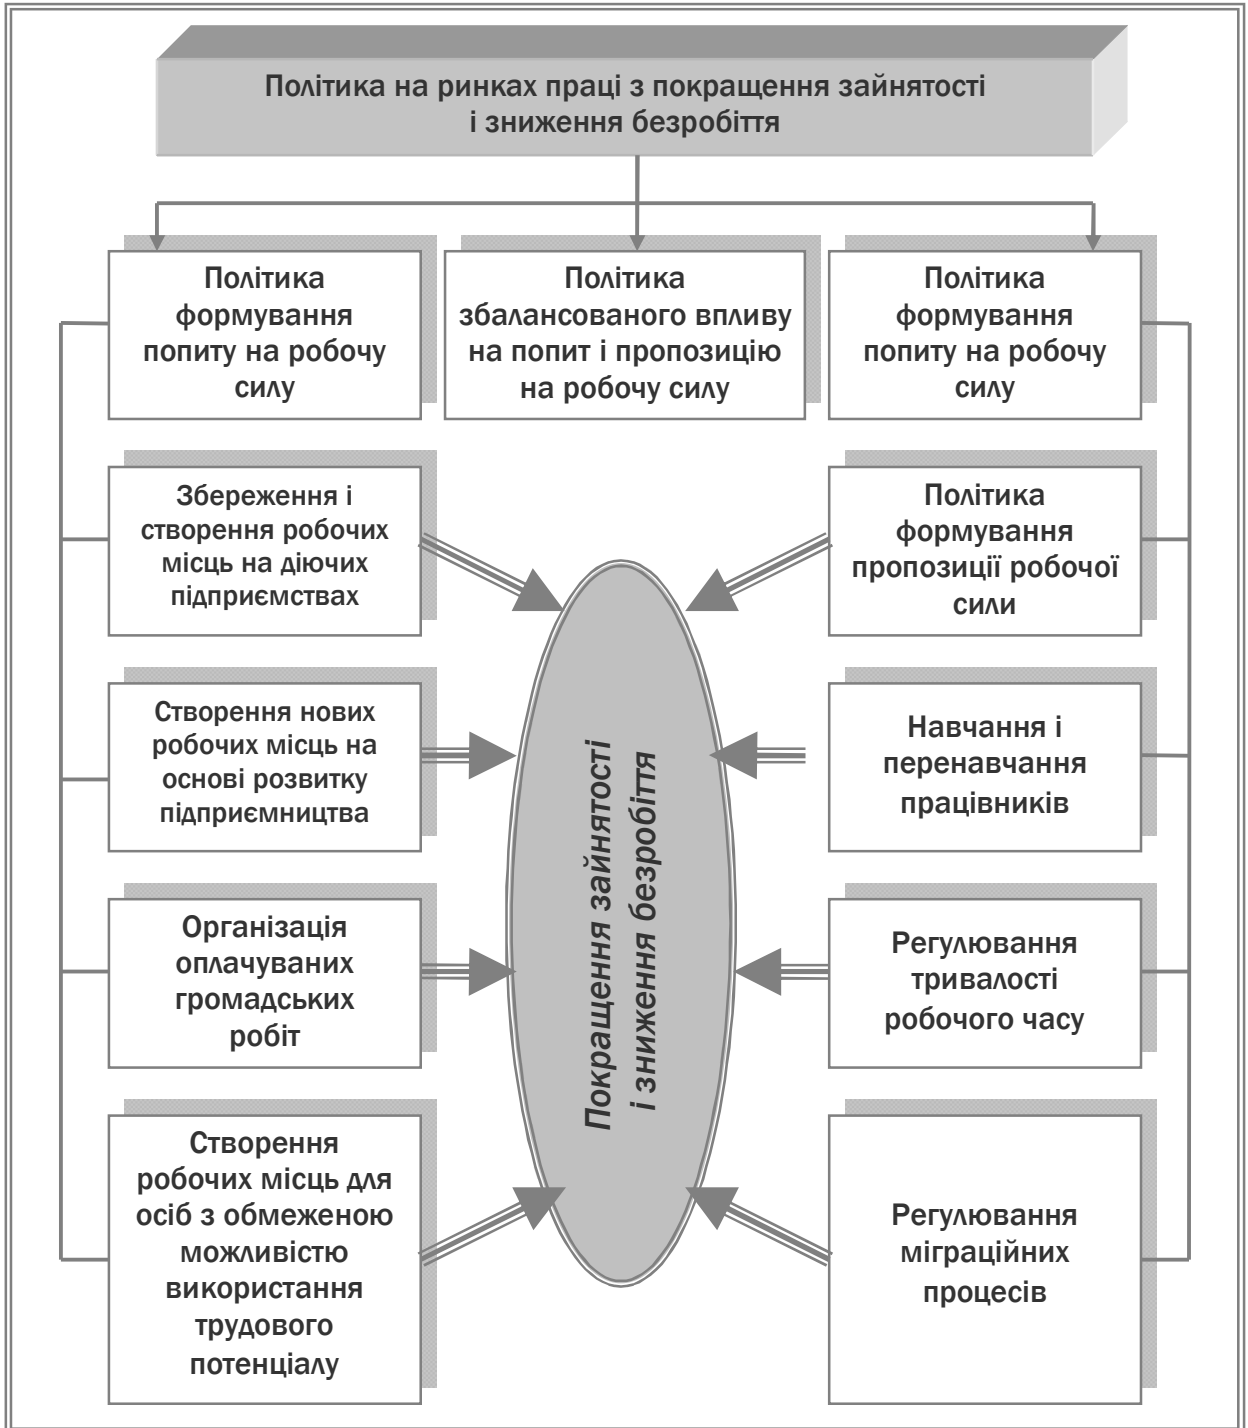 Політика на ринках праці з покращення зайнятості
і зниження безробіття
Політика
формування
попиту на робочу
силу
Політика
збалансованого впливу
на попит і пропозицію
на робочу силу
Політика
формування
попиту на робочу
силу
Збереження і
створення робочих
місць на діючих
підприємствах
Політика
формування
пропозиції робочої
сили
Створення нових
робочих місць на
основі розвитку
підприємництва
Навчання і
перенавчання
працівників
Організація
оплачуваних
громадських
робіт
Регулювання
тривалості
робочого часу
Створення
робочих місць для
осіб з обмеженою
можливістю
використання
трудового
потенціалу
Регулювання
міграційних
процесів
Покращення зайнятості
і зниження безробіття